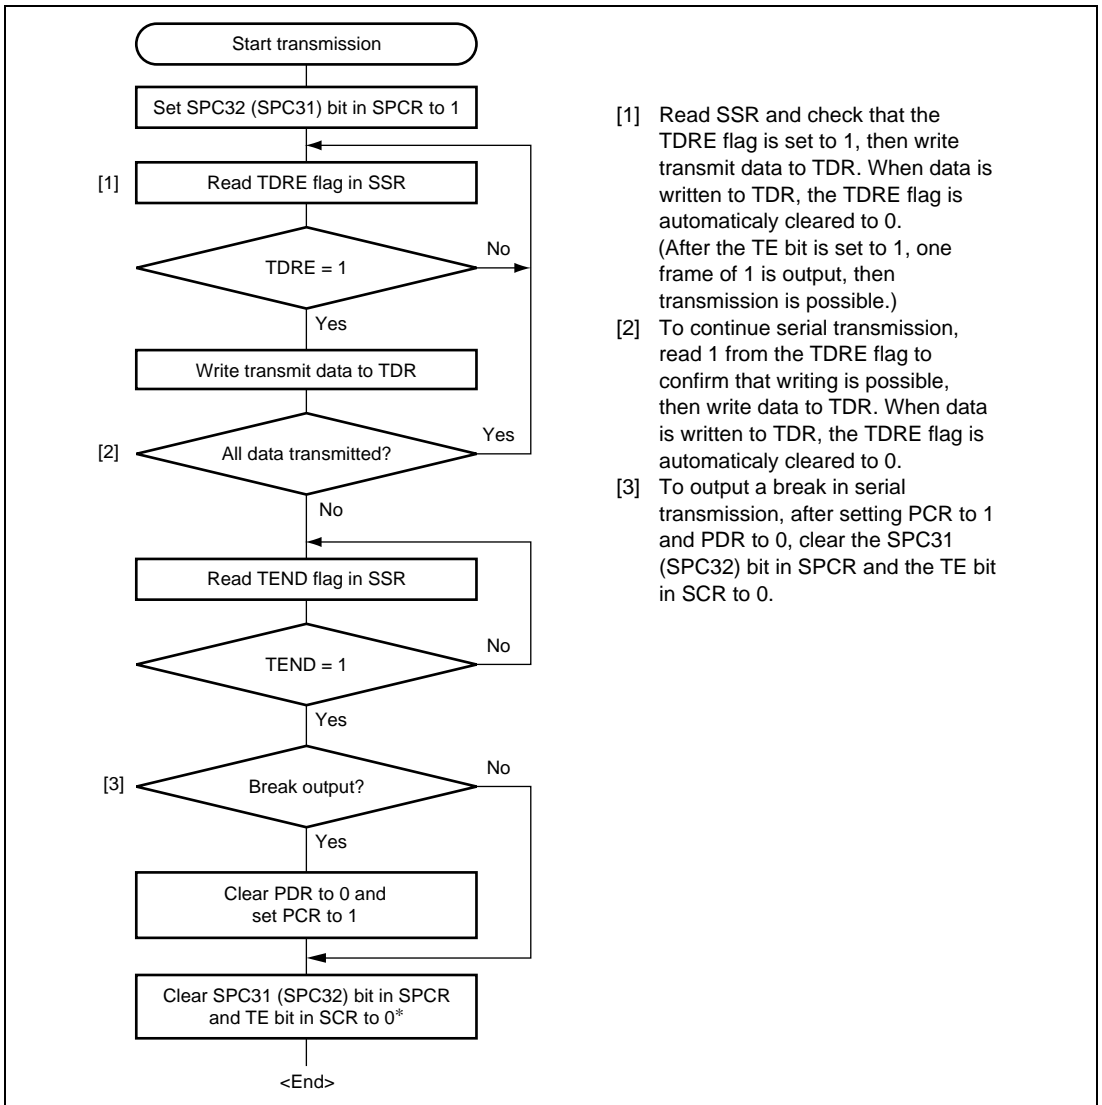 Start transmission
Set SPC32 (SPC31) bit in SPCR to 1
[1]
Read TDRE flag in SSR
No
TDRE = 1
Yes
Write transmit data to TDR
[2]
Yes
All data transmitted?
No
Read TEND flag in SSR
No
TEND = 1
Yes
[3]
No
Break output?
Yes
Clear PDR to 0 and
set PCR to 1
Clear SPC31 (SPC32) bit in SPCR
and TE bit in SCR to 0*
<End>
[1] Read SSR and check that the
TDRE flag is set to 1, then write
transmit data to TDR. When data is
written to TDR, the TDRE flag is
automaticaly cleared to 0.
(After the TE bit is set to 1, one
frame of 1 is output, then
transmission is possible.)
[2] To continue serial transmission,
read 1 from the TDRE flag to
confirm that writing is possible,
then write data to TDR. When data
is written to TDR, the TDRE flag is
automaticaly cleared to 0.
[3] To output a break in serial
transmission, after setting PCR to 1
and PDR to 0, clear the SPC31
(SPC32) bit in SPCR and the TE bit
in SCR to 0.